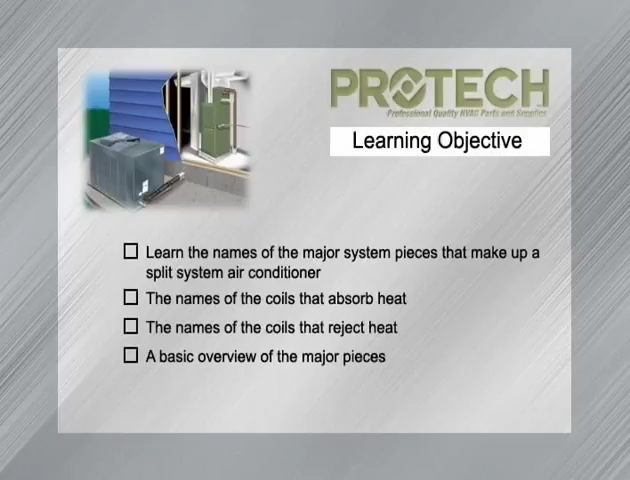 PROTECH
Professional Quality HVAC Parts and Supplies
Learning Objective
Learn the names of the major system pieces that make up a
split system air conditioner
The names of the coils that absorb heat
The names of the coils that reject heat
A basic overview of the major pieces